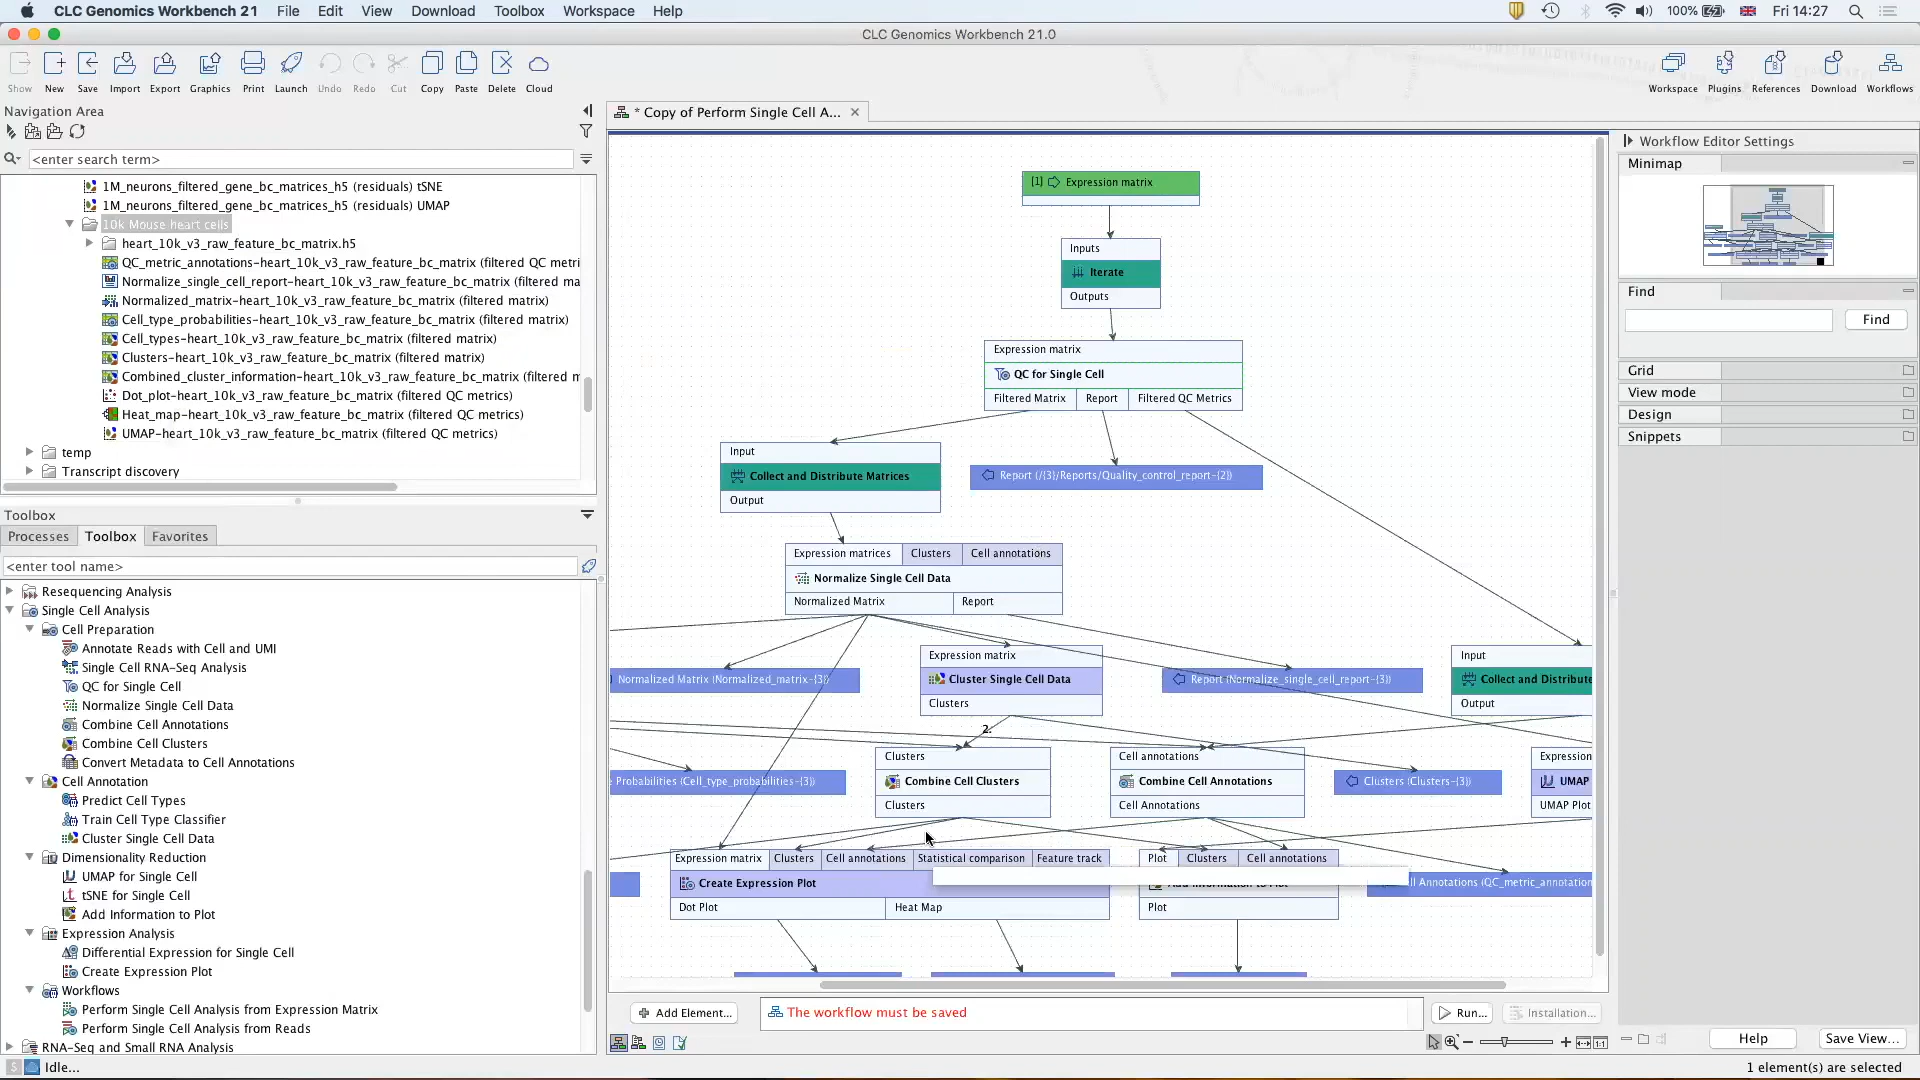 CLC Genomics Workbench 21 File Edit View Download Toolbox Workspace Help 100% Fri 14:27
CLC Genomics Workbench 21.0
Show New Save Import Export Graphics Print Launch Undo Redo Cut Copy Paste Delete Cloud Workspace Plugins References Download Workflows
Navigation Area
* Copy of Perform Single Cell A...
<enter search term>
1M_neurons_filtered_gene_bc_matrices_h5 (residuals) tSNE
1M_neurons_filtered_gene_bc_matrices_h5 (residuals) UMAP
10k Mouse heart cells
heart_10k_v3_raw_feature_bc_matrix.h5
QC_metric_annotations-heart_10k_v3_raw_feature_bc_matrix (filtered QC metri
Normalize_single_cell_report-heart_10k_v3_raw_feature_bc_matrix (filtered ma
Normalized_matrix-heart_10k_v3_raw_feature_bc_matrix (filtered matrix)
Cell_type_probabilities-heart_10k_v3_raw_feature_bc_matrix (filtered matrix)
Cell_types-heart_10k_v3_raw_feature_bc_matrix (filtered matrix)
Clusters-heart_10k_v3_raw_feature_bc_matrix (filtered matrix)
Combined_cluster_information-heart_10k_v3_raw_feature_bc_matrix (filtered m
Dot_plot-heart_10k_v3_raw_feature_bc_matrix (filtered QC metrics)
Heat_map-heart_10k_v3_raw_feature_bc_matrix (filtered QC metrics)
UMAP-heart_10k_v3_raw_feature_bc_matrix (filtered QC metrics)
temp
Transcript discovery
Toolbox
Processes Toolbox Favorites
<enter tool name>
Resequencing Analysis
Single Cell Analysis
Cell Preparation
Annotate Reads with Cell and UMI
Single Cell RNA-Seq Analysis
QC for Single Cell
Normalize Single Cell Data
Combine Cell Annotations
Combine Cell Clusters
Convert Metadata to Cell Annotations
Cell Annotation
Predict Cell Types
Train Cell Type Classifier
Cluster Single Cell Data
Dimensionality Reduction
UMAP for Single Cell
tSNE for Single Cell
Add Information to Plot
Expression Analysis
Differential Expression for Single Cell
Create Expression Plot
Workflows
Perform Single Cell Analysis from Expression Matrix
Perform Single Cell Analysis from Reads
RNA-Seq and Small RNA Analysis
Idle...
[1] Expression matrix
Inputs
Iterate
Outputs
Expression matrix
QC for Single Cell
Filtered Matrix Report Filtered QC Metrics
Input
Collect and Distribute Matrices
Output
Report (/{3}/Reports/Quality_control_report-{2})
Expression matrices Clusters Cell annotations
Normalize Single Cell Data
Normalized Matrix Report
Normalized Matrix (Normalized_matrix-{3})
Expression matrix
Cluster Single Cell Data
Clusters
Report (Normalize_single_cell_report-{3})
Input
Collect and Distribute
Output
2.
Probabilities (Cell_type_probabilities-{3})
Clusters
Combine Cell Clusters
Clusters
Cell annotations
Combine Cell Annotations
Cell Annotations
Clusters (Clusters-{3})
Expression
UMAP
UMAP Plot
Expression matrix Clusters Cell annotations Statistical comparison Feature track
Create Expression Plot
Dot Plot Heat Map
Plot Clusters Cell annotations
Add Information to Plot
Plot
ll Annotations (QC_metric_annotation
Add Element...
The workflow must be saved
Run... Installation...
Workflow Editor Settings
Minimap
Find
Find
Grid
View mode
Design
Snippets
Help Save View...
1 element(s) are selected